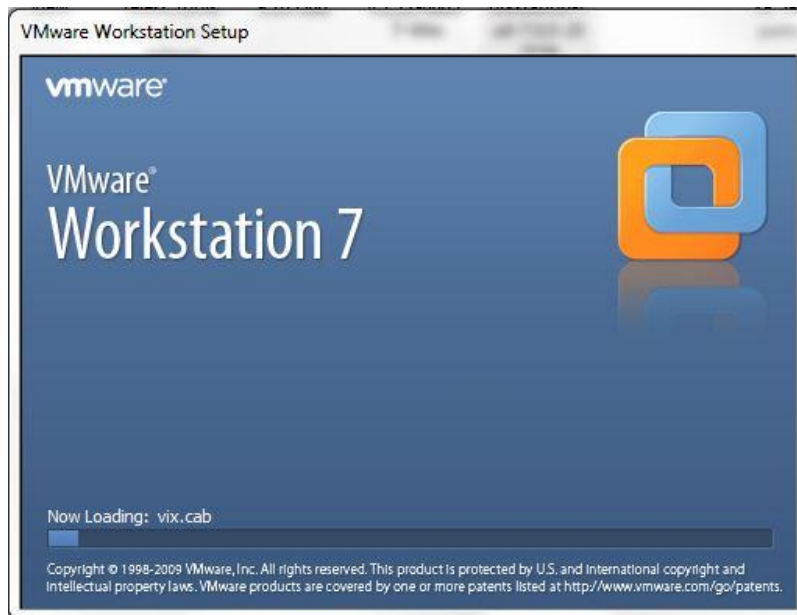 VMware Workstation Setup
vmware®
VMware®
Workstation 7
Now Loading: vix.cab
Copyright © 1998-2009 VMware, Inc. All rights reserved. This product is protected by U.S. and international copyright and
intellectual property laws. VMware products are covered by one or more patents listed at http://www.vmware.com/go/patents.